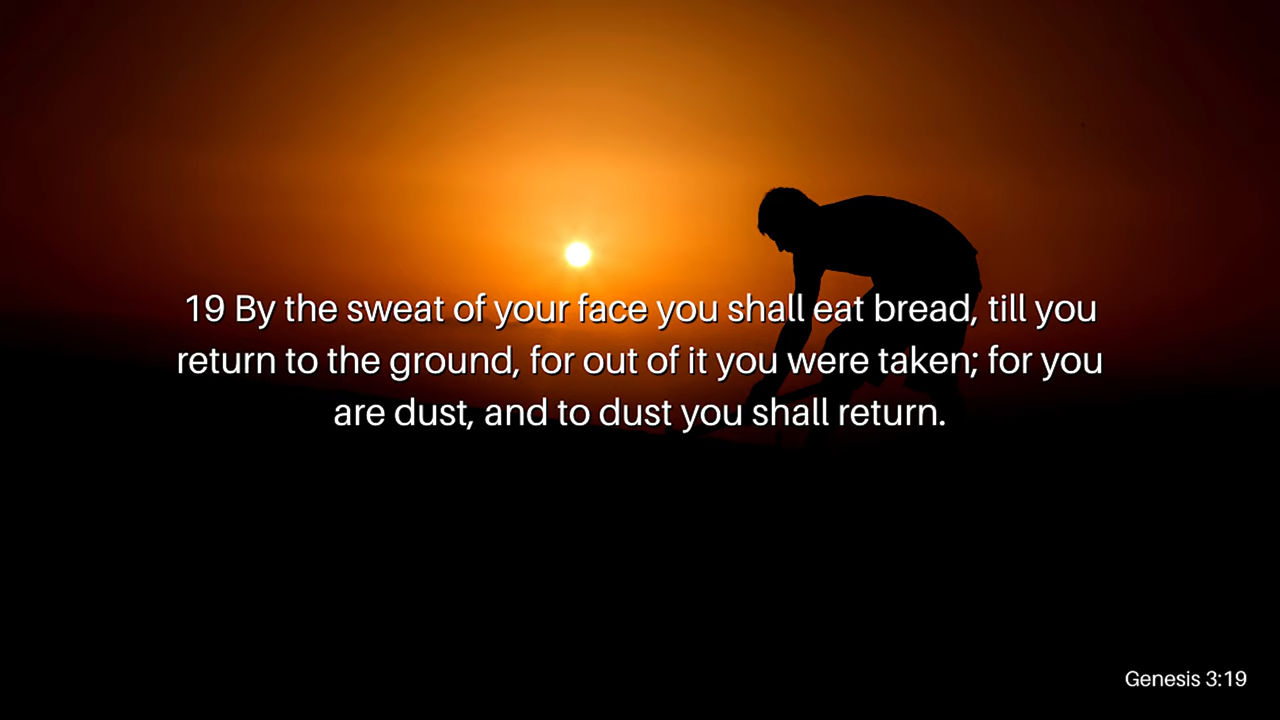 19 By the sweat of your face you shall eat bread, till you
return to the ground, for out of it you were taken; for you
are dust, and to dust you shall return.
Genesis 3:19